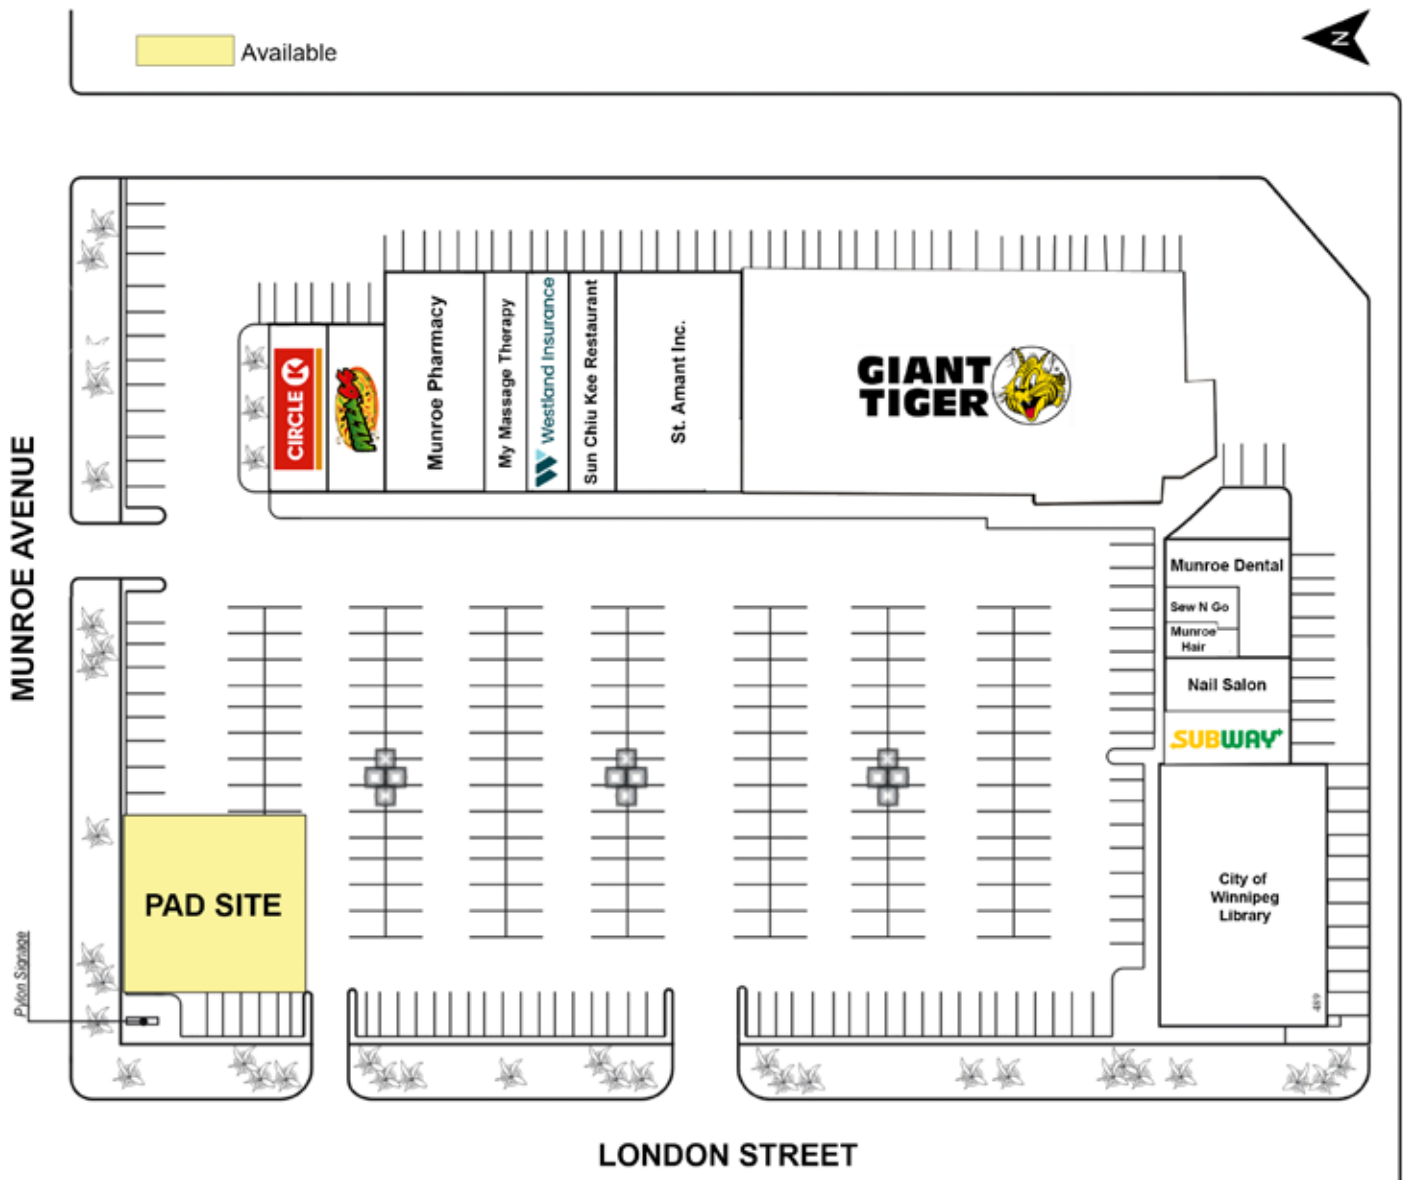 Available
N
MUNROE AVENUE
CIRCLE K
Munroe Pharmacy
My Massage Therapy
Westland Insurance
Sun Chiu Kee Restaurant
St. Amant Inc.
GIANT
TIGER
Munroe Dental
Sew N Go
Munroe
Hair
Nail Salon
SUBWAY
City of
Winnipeg
Library
489
PAD SITE
Pylon Signage
LONDON STREET